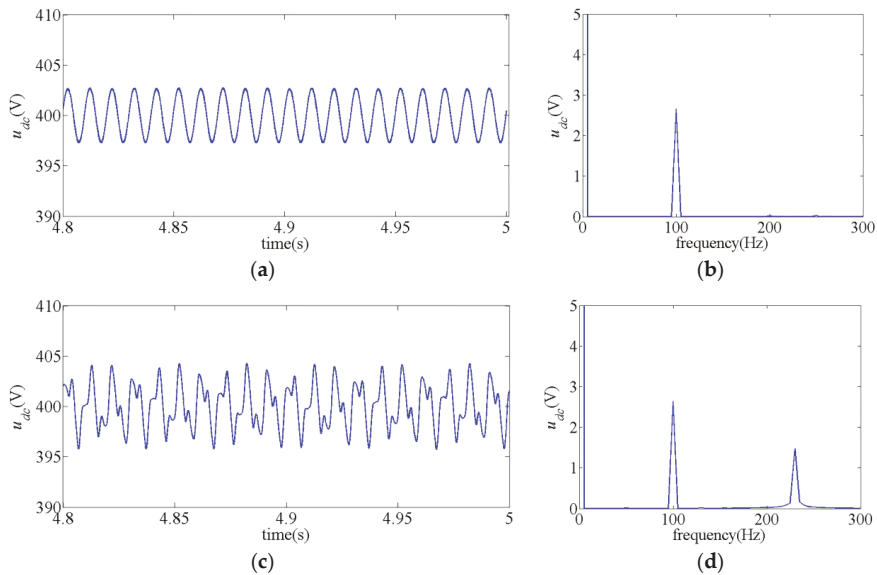 410
405
400
395
390
u_dc(V)
4.8 4.85 4.9 4.95 5
time(s)
(a)
5
4
3
2
1
0
u_dc(V)
100 200 300
frequency(Hz)
(b)
410
405
400
395
390
u_dc(V)
4.8 4.85 4.9 4.95 5
time(s)
(c)
5
4
3
2
1
0
u_dc(V)
0 100 200 300
frequency(Hz)
(d)